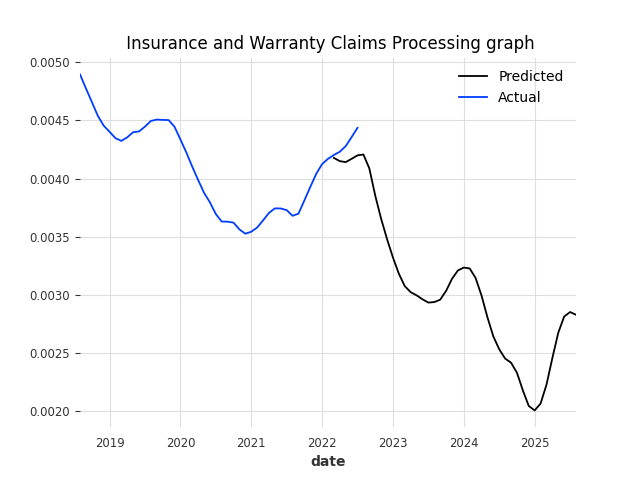 Insurance and Warranty Claims Processing graph
Predicted
Actual
0.0050
0.0045
0.0040
0.0035
0.0030
0.0025
0.0020
2019 2020 2021 2022 2023 2024 2025
date